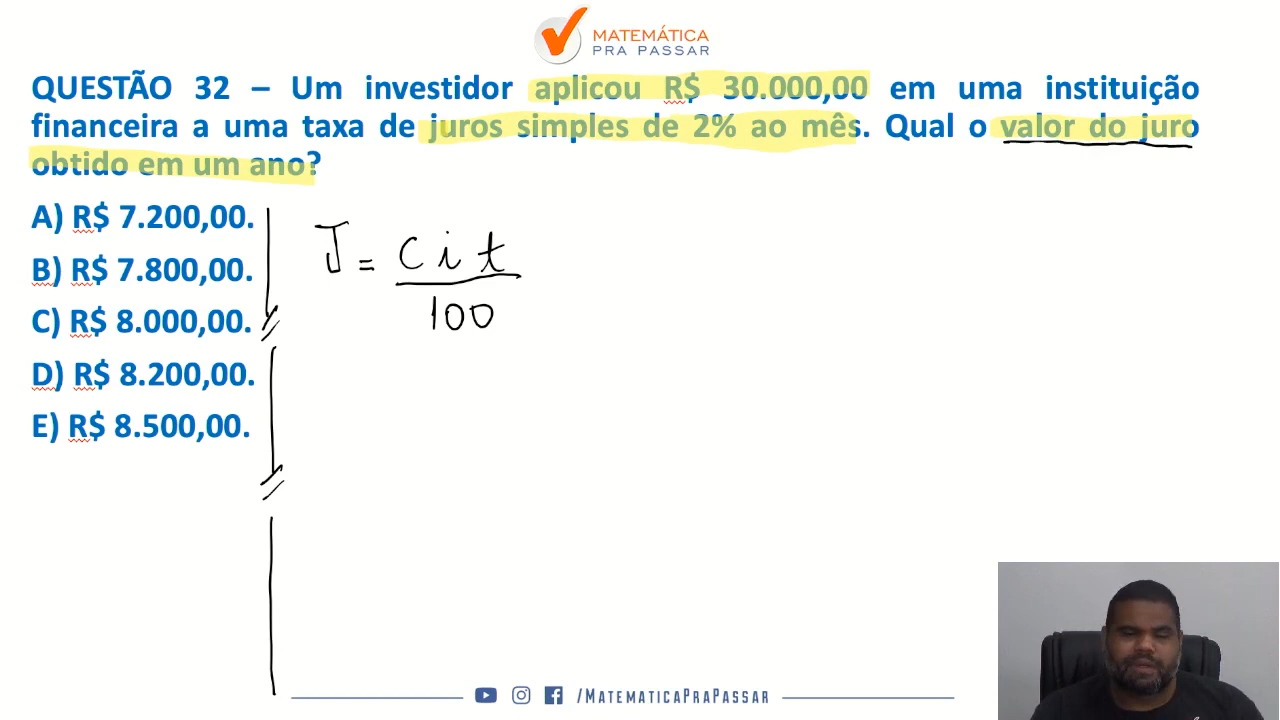 MATEMÁTICA
PRA PASSAR
QUESTÃO 32 – Um investidor aplicou R$ 30.000,00 em uma instituição
financeira a uma taxa de juros simples de 2% ao mês. Qual o valor do juro
obtido em um ano?
A) R$ 7.200,00.
B) R$ 7.800,00.
C) R$ 8.000,00.
D) R$ 8.200,00.
E) R$ 8.500,00.
J = c i t
100
/MATEMATICAPRAPASSAR